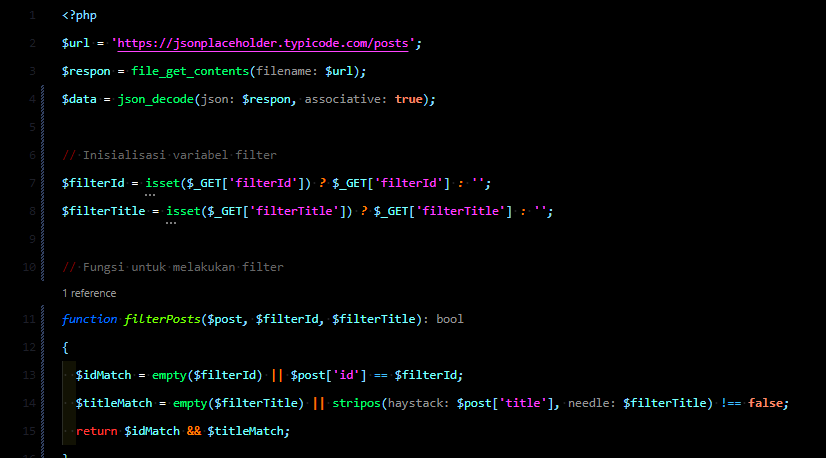 1 <?php
2 $url = 'https://jsonplaceholder.typicode.com/posts';
3 $respon = file_get_contents(filename: $url);
4 $data = json_decode(json: $respon, associative: true);
5
6 // Inisialisasi variabel filter
7 $filterId = isset($_GET['filterId']) ? $_GET['filterId'] : '';
8 $filterTitle = isset($_GET['filterTitle']) ? $_GET['filterTitle'] : '';
9
10 // Fungsi untuk melakukan filter
1 reference
11 function filterPosts($post, $filterId, $filterTitle): bool
12 {
13 $idMatch = empty($filterId) || $post['id'] == $filterId;
14 $titleMatch = empty($filterTitle) || stripos(haystack: $post['title'], needle: $filterTitle) !== false;
15 return $idMatch && $titleMatch;